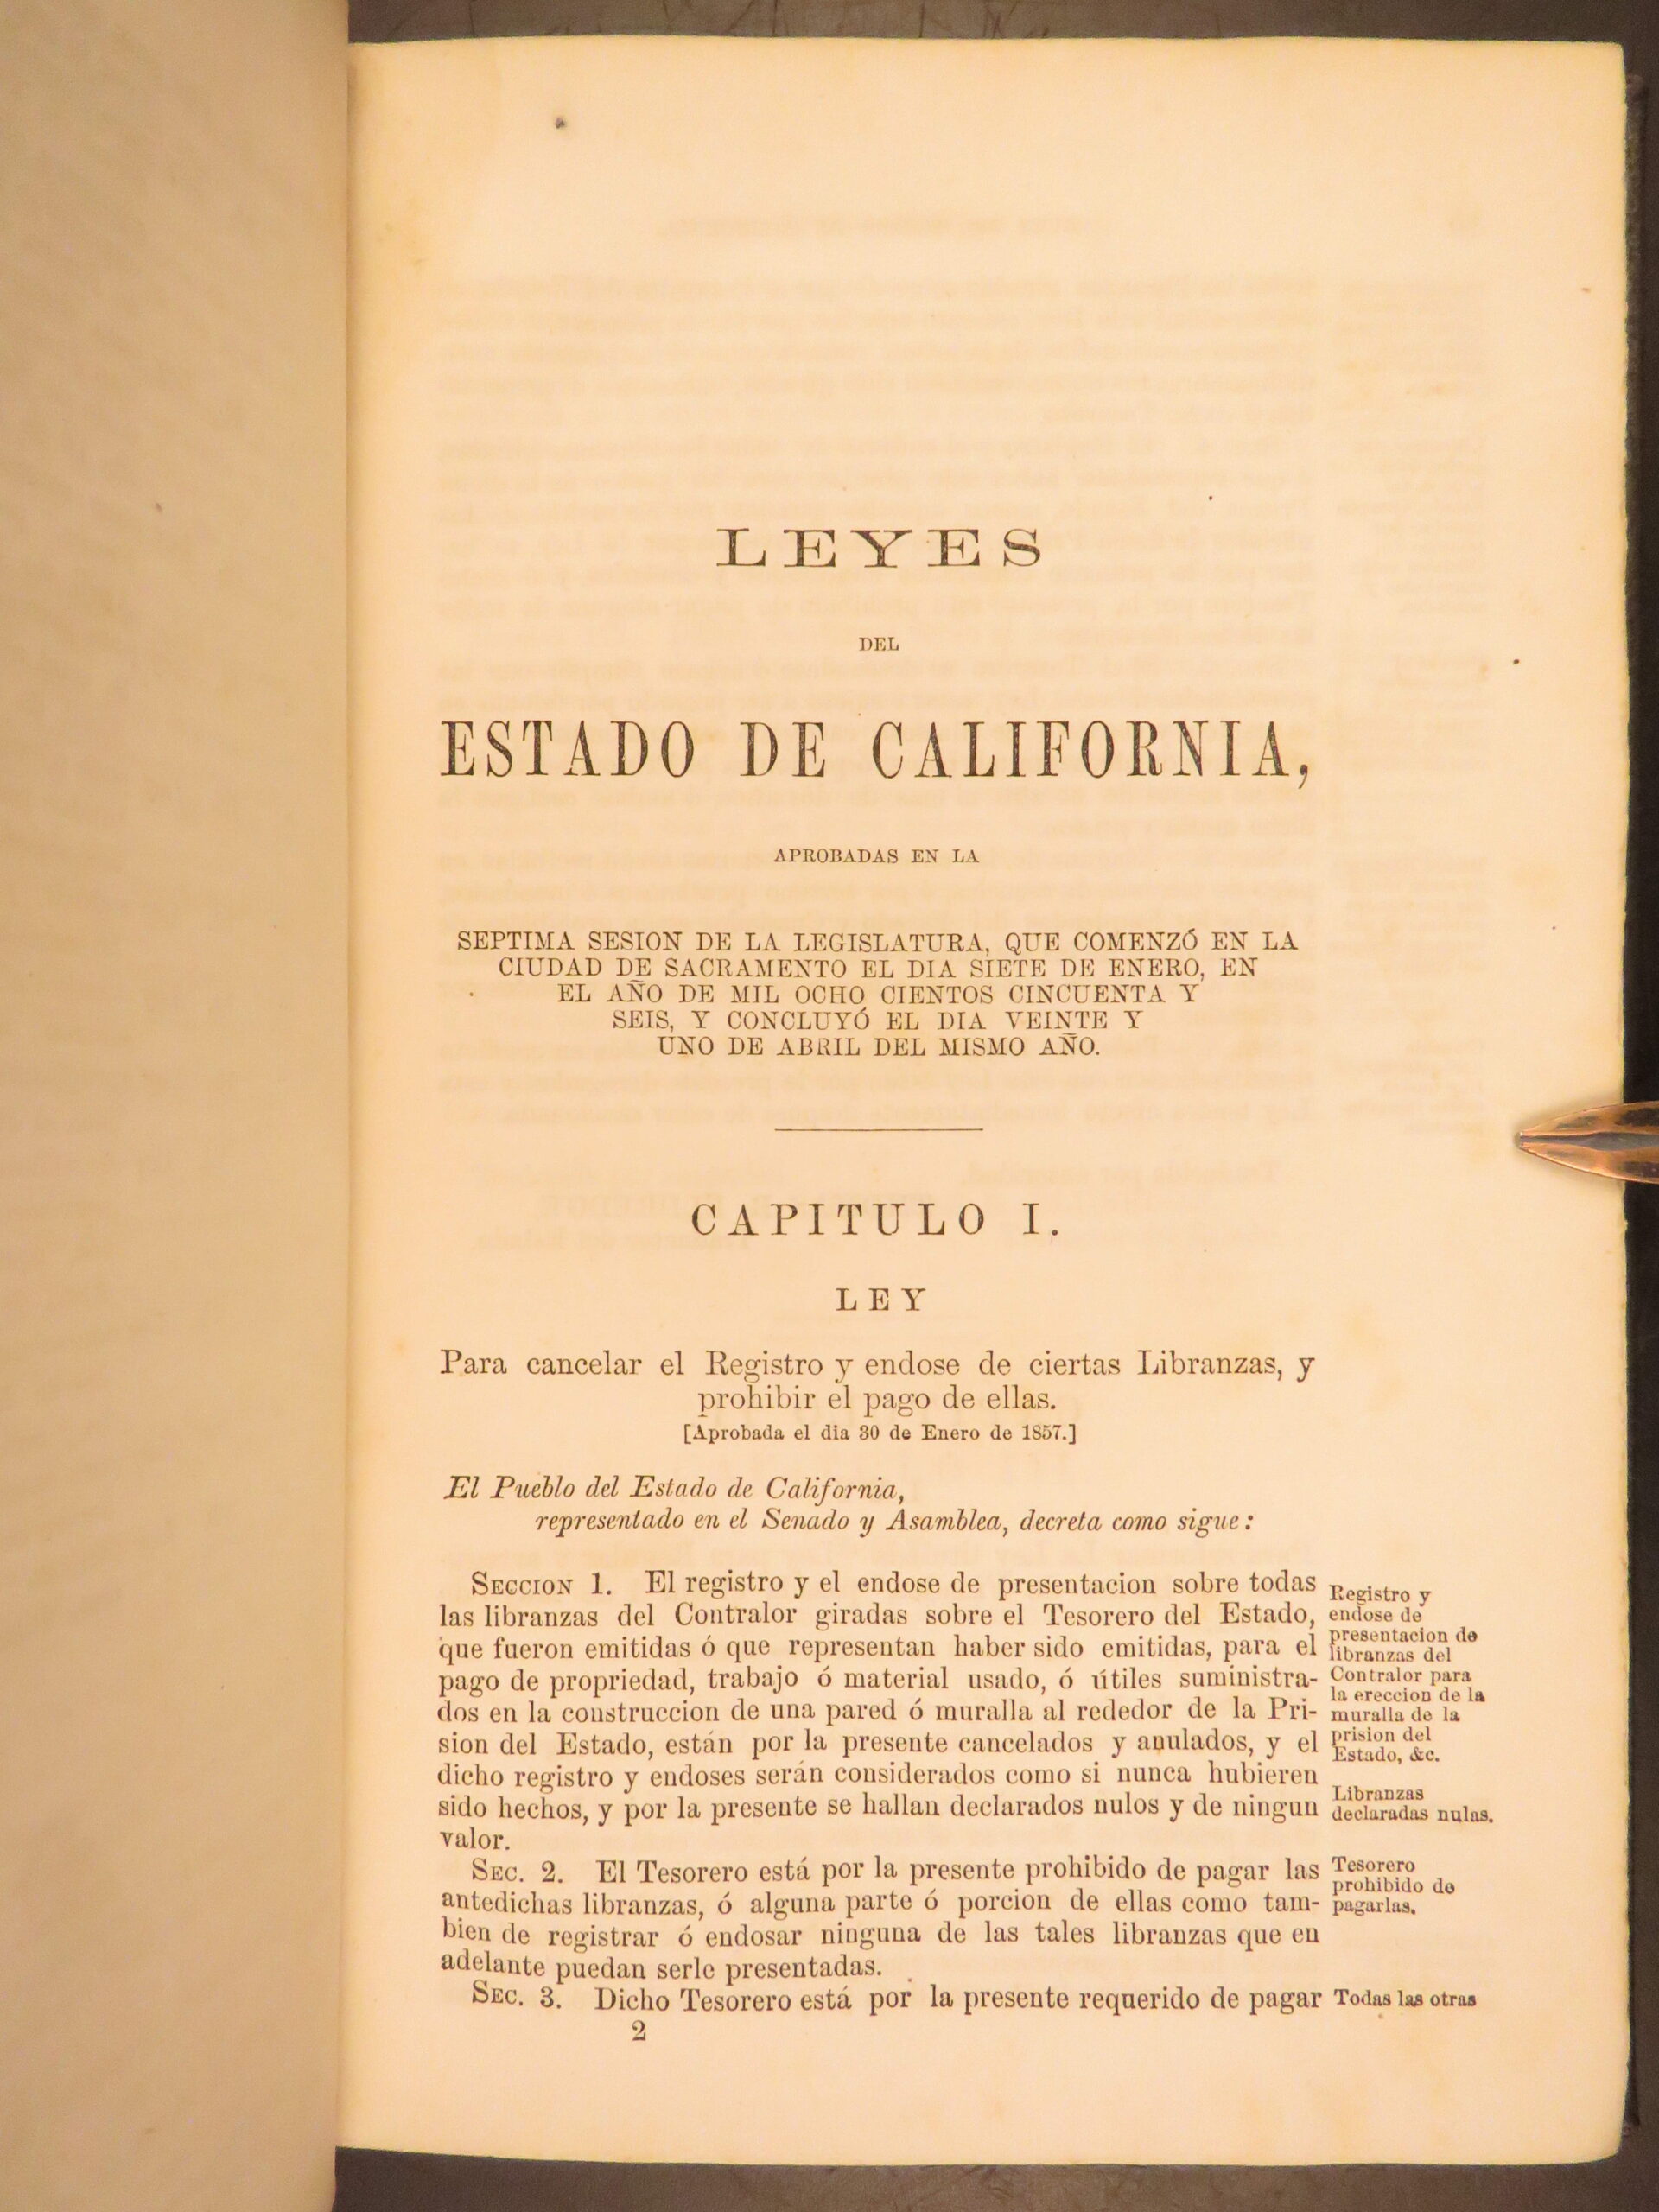 LEYES
DEL
ESTADO DE CALIFORNIA,
APROBADAS EN LA
SEPTIMA SESION DE LA LEGISLATURA, QUE COMENZÓ EN LA
CIUDAD DE SACRAMENTO EL DIA SIETE DE ENERO, EN
EL AÑO DE MIL OCHO CIENTOS CINCUENTA Y
SEIS, Y CONCLUYÓ EL DIA VEINTE Y
UNO DE ABRIL DEL MISMO AÑO.
CAPITULO I.
LEY
Para cancelar el Registro y endose de ciertas Libranzas, y
prohibir el pago de ellas.
[Aprobada el dia 30 de Enero de 1857.]
El Pueblo del Estado de California,
representado en el Senado y Asamblea, decreta como sigue:
SECCION 1. El registro y el endose de presentacion sobre todas
las libranzas del Contralor giradas sobre el Tesorero del Estado,
que fueron emitidas ó que representan haber sido emitidas, para el
pago de propriedad, trabajo ó material usado, ó útiles suministra-
dos en la construccion de una pared ó muralla al rededor de la Pri-
sion del Estado, están por la presente cancelados y anulados, y el
dicho registro y endoses serán considerados como si nunca hubieren
sido hechos, y por la presente se hallan declarados nulos y de ningun
valor.
Registro y
endose de
presentacion de
libranzas del
Contralor para
la ereccion de la
muralla de la
prision del
Estado, &c.
Libranzas
declaradas nulas.
SEC. 2. El Tesorero está por la presente prohibido de pagar las
antedichas libranzas, ó alguna parte ó porcion de ellas como tam-
bien de registrar ó endosar ninguna de las tales libranzas que en
adelante puedan serle presentadas.
Tesorero
prohibido de
pagarlas.
SEC. 3. Dicho Tesorero está por la presente requerido de pagar
Todas las otras
2